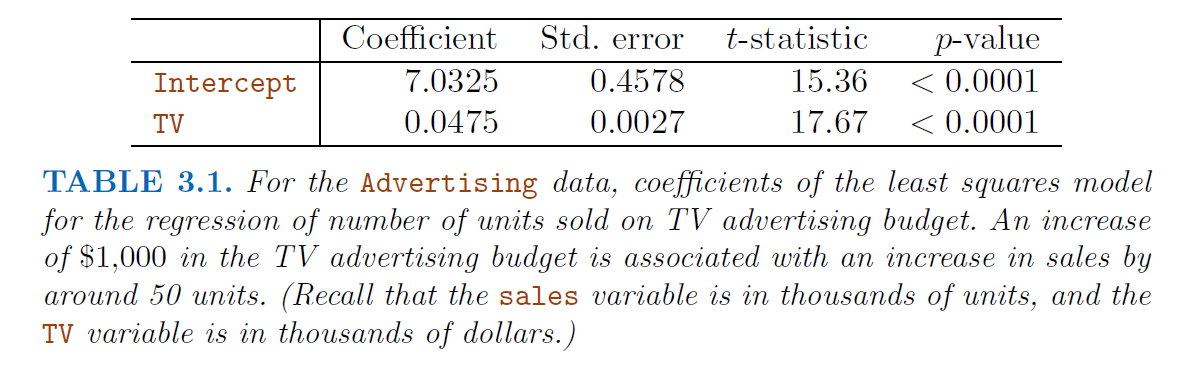 Coefficient Std. error t-statistic p-value
Intercept 7.0325 0.4578 15.36 < 0.0001
TV 0.0475 0.0027 17.67 < 0.0001
TABLE 3.1. For the Advertising data, coefficients of the least squares model
for the regression of number of units sold on TV advertising budget. An increase
of $1,000 in the TV advertising budget is associated with an increase in sales by
around 50 units. (Recall that the sales variable is in thousands of units, and the
TV variable is in thousands of dollars.)